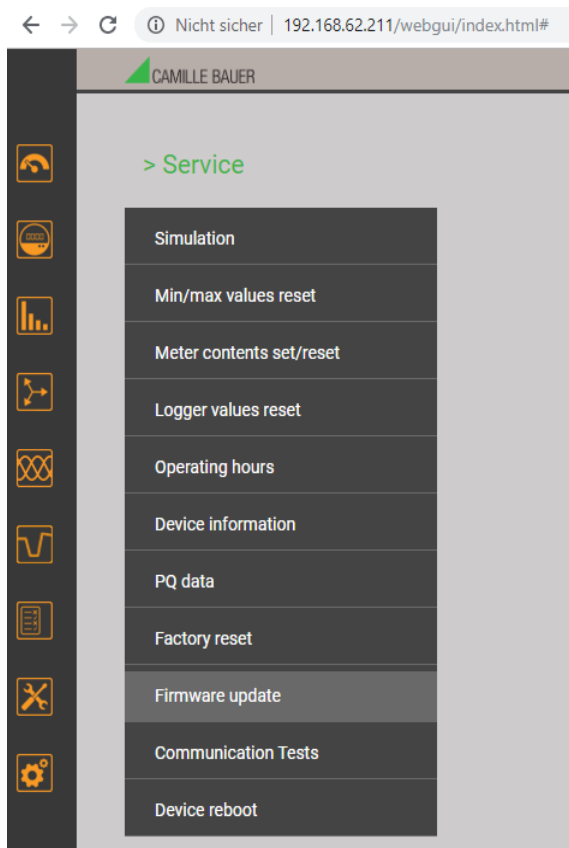 Nicht sicher | 192.168.62.211/webgui/index.html#
CAMILLE BAUER
> Service
Simulation
Min/max values reset
Meter contents set/reset
Logger values reset
Operating hours
Device information
PQ data
Factory reset
Firmware update
Communication Tests
Device reboot